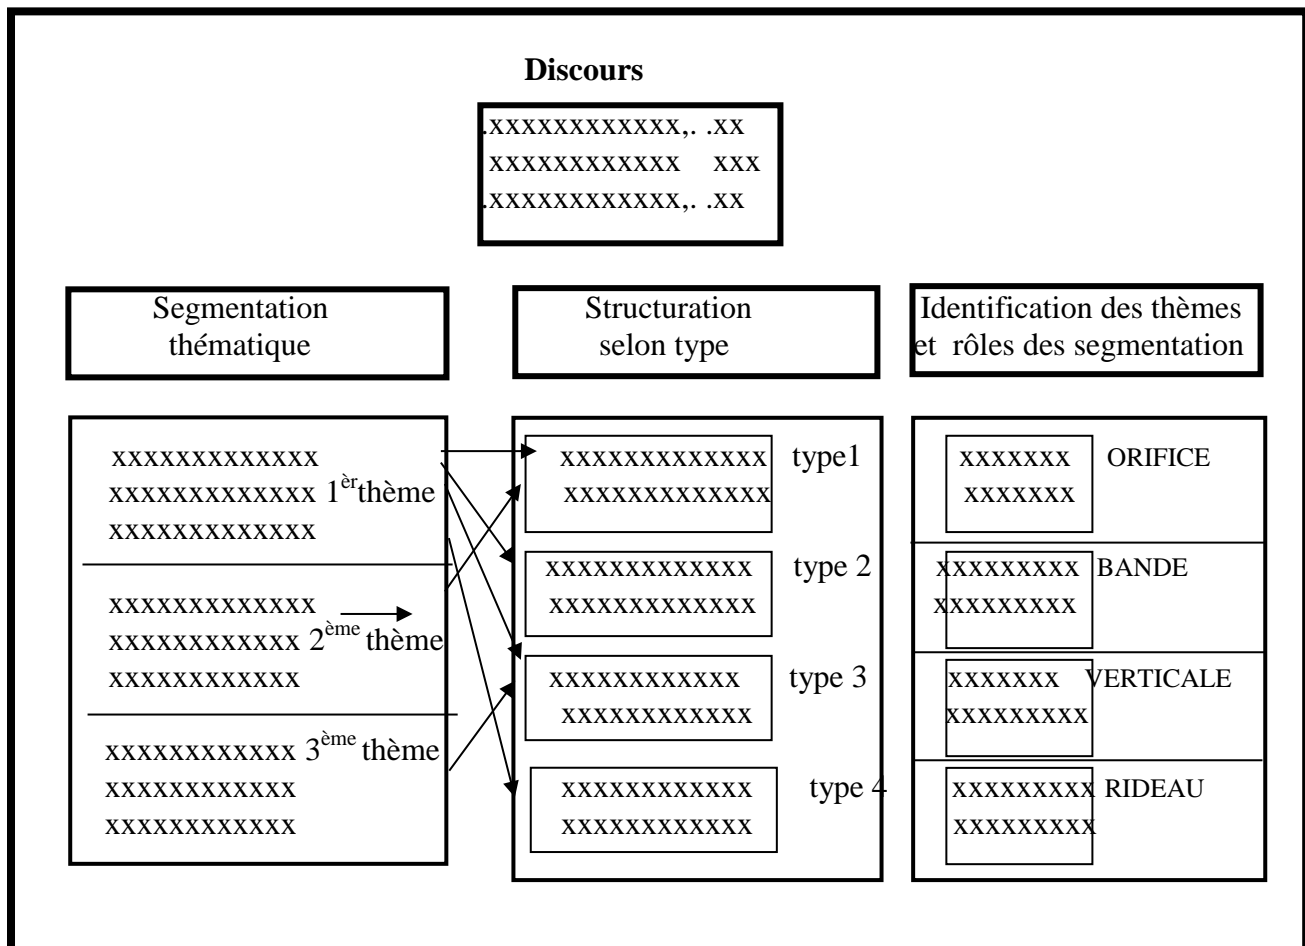 Discours
.xxxxxxxxxxxx,. .xx
xxxxxxxxxxxx xxx
.xxxxxxxxxxxx,. .xx
Segmentation
thématique
Structuration
selon type
Identification des thèmes
et rôles des segmentation
xxxxxxxxxxxxx
xxxxxxxxxxxxx 1èr thème
xxxxxxxxxxxxx
xxxxxxxxxxxxx
xxxxxxxxxxxx 2ème thème
xxxxxxxxxxxx
xxxxxxxxxxxx 3ème thème
xxxxxxxxxxxx
xxxxxxxxxxxx
xxxxxxxxxxxxx type1
xxxxxxxxxxxxx
xxxxxxxxxxxxx type 2
xxxxxxxxxxxxx
xxxxxxxxxxxx type 3
xxxxxxxxxxxx
xxxxxxxxxxxx type 4
xxxxxxxxxxxx
xxxxxxx ORIFICE
xxxxxxx
xxxxxxxxx BANDE
xxxxxxxxx
xxxxxxx VERTICALE
xxxxxxxxx
xxxxxxxxx RIDEAU
xxxxxxxxx